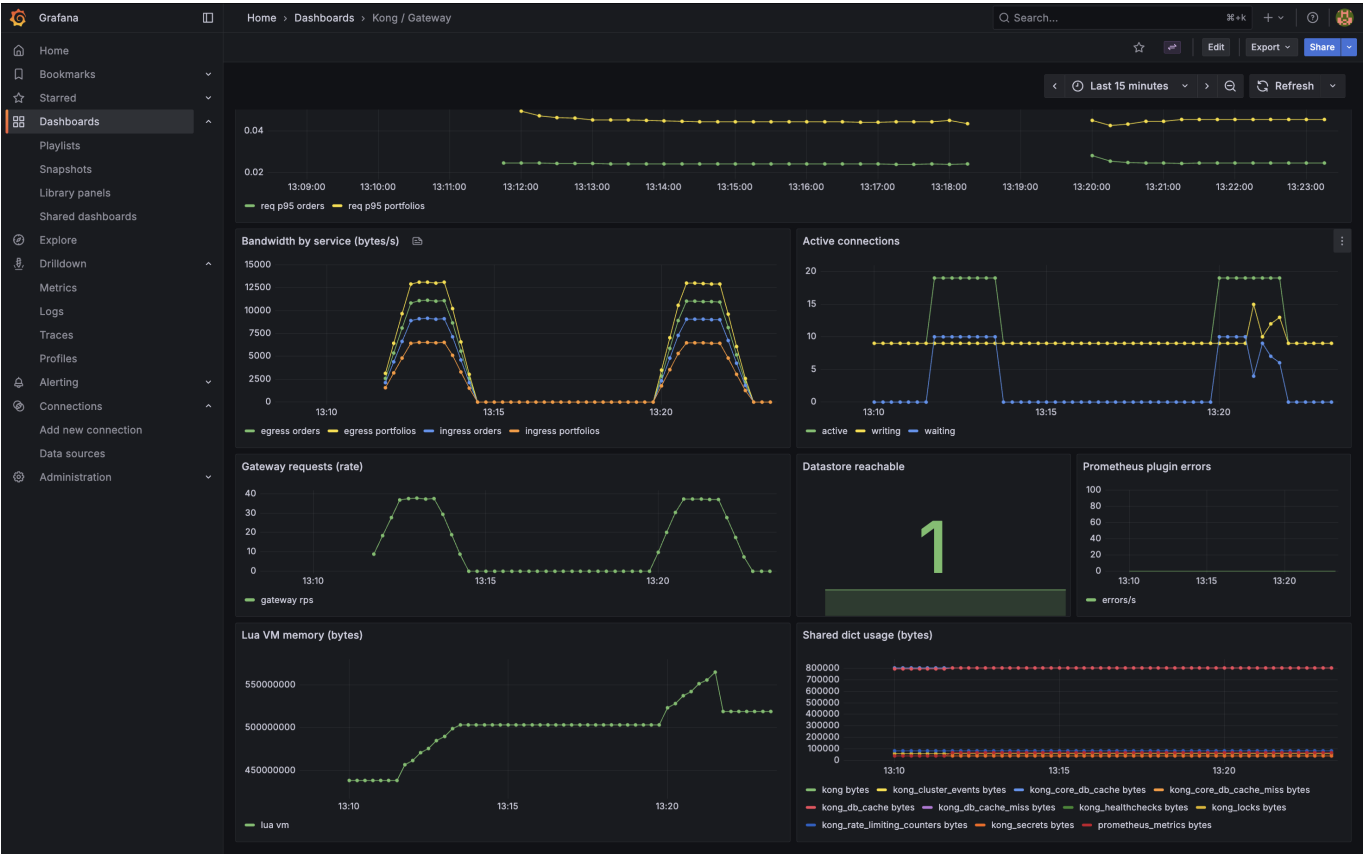 Grafana
Home › Dashboards › Kong / Gateway
Search...
⌘+k
Home
Bookmarks
Starred
Dashboards
Playlists
Snapshots
Library panels
Shared dashboards
Explore
Drilldown
Metrics
Logs
Traces
Profiles
Alerting
Connections
Add new connection
Data sources
Administration
Edit
Export
Share
Last 15 minutes
Refresh
0.04
0.02
13:09:00 13:10:00 13:11:00 13:12:00 13:13:00 13:14:00 13:15:00 13:16:00 13:17:00 13:18:00 13:19:00 13:20:00 13:21:00 13:22:00 13:23:00
req p95 orders req p95 portfolios
Bandwidth by service (bytes/s)
15000
12500
10000
7500
5000
2500
0
13:10 13:15 13:20
egress orders egress portfolios ingress orders ingress portfolios
Active connections
20
15
10
5
0
13:10 13:15 13:20
active writing waiting
Gateway requests (rate)
40
30
20
10
0
13:10 13:15 13:20
gateway rps
Datastore reachable
1
Prometheus plugin errors
100
80
60
40
20
0
13:10 13:15 13:20
errors/s
Lua VM memory (bytes)
550000000
500000000
450000000
13:10 13:15 13:20
lua vm
Shared dict usage (bytes)
800000
700000
600000
500000
400000
300000
200000
100000
0
13:10 13:15 13:20
kong bytes kong_cluster_events bytes kong_core_db_cache bytes kong_core_db_cache_miss bytes
kong_db_cache bytes kong_db_cache_miss bytes kong_healthchecks bytes kong_locks bytes
kong_rate_limiting_counters bytes kong_secrets bytes prometheus_metrics bytes